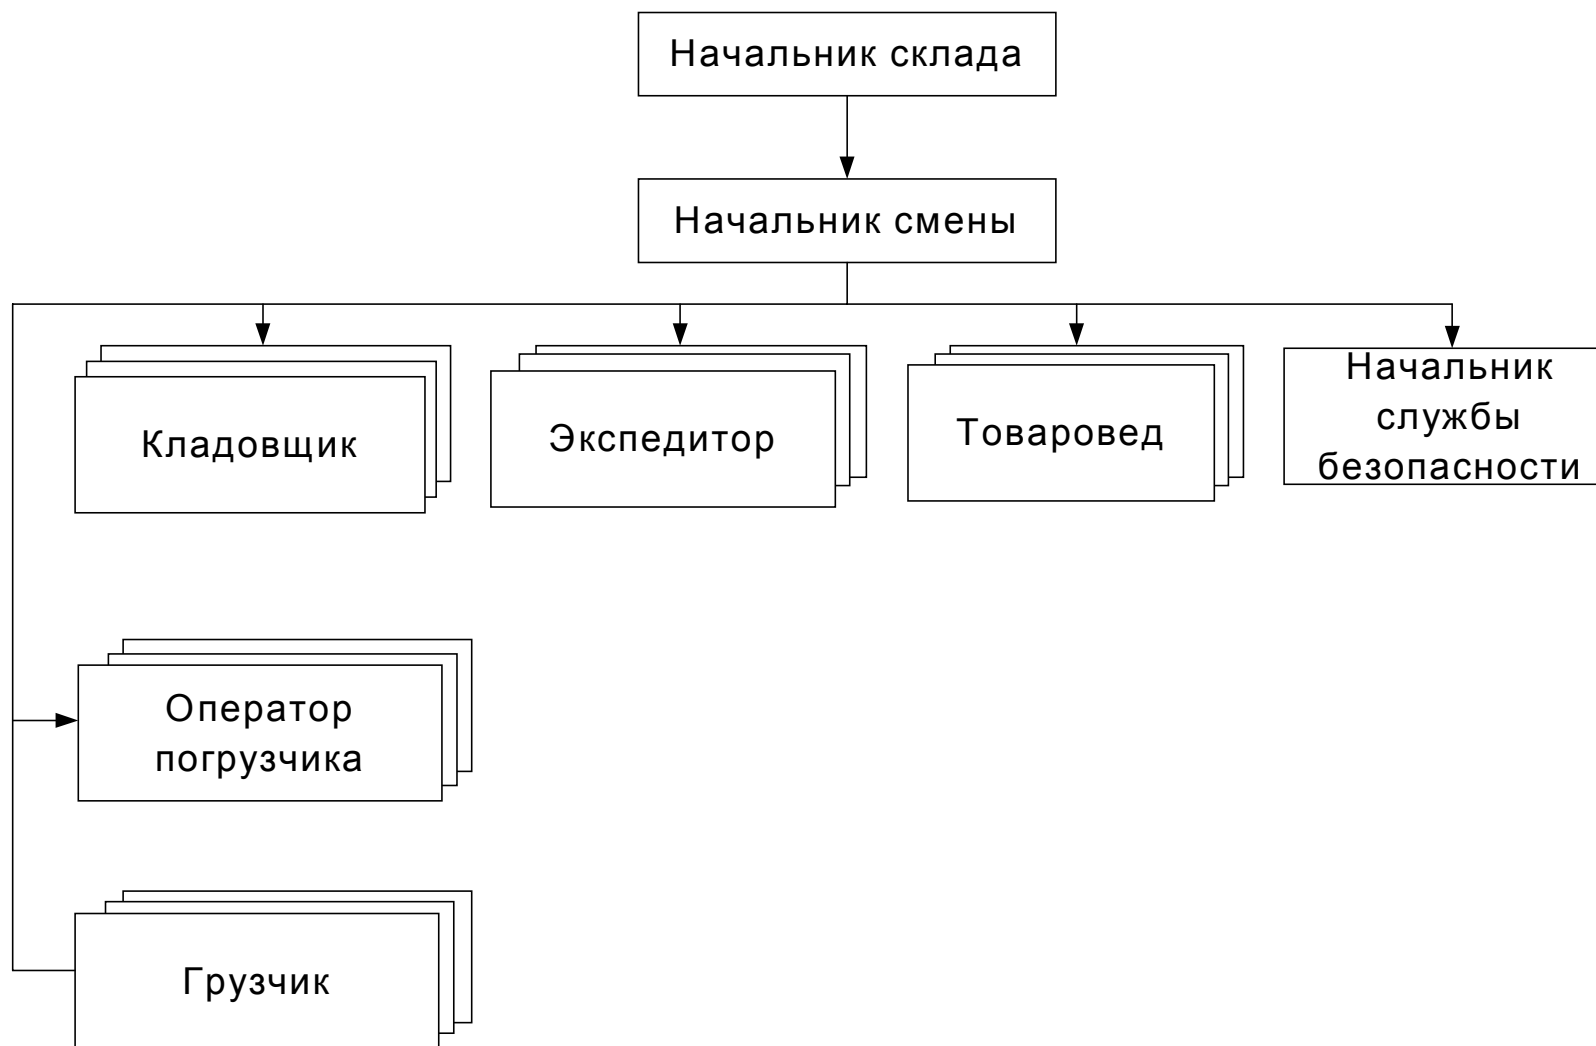 Начальник склада
Начальник смены
Кладовщик
Экспедитор
Товаровед
Начальник
службы
безопасности
Оператор
погрузчика
Грузчик